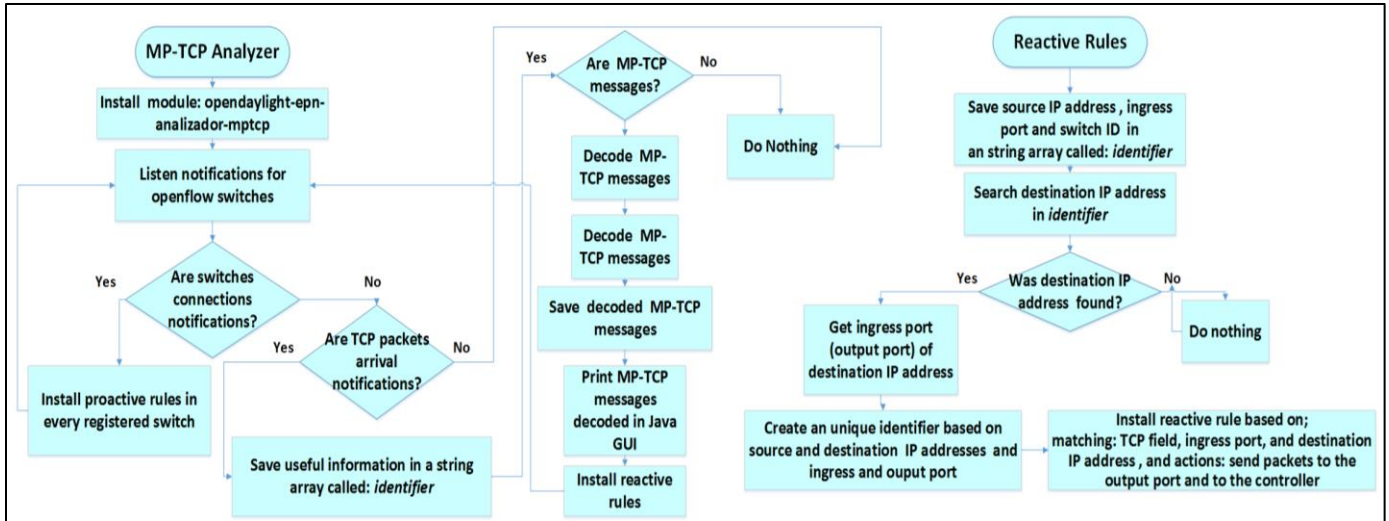 MP-TCP Analyzer
Install module: opendaylight-epn-
analizador-mptcp
Listen notifications for
openflow switches
Yes
Are switches
connections
notifications?
No
Install proactive rules in
every registered switch
Yes
Are TCP packets
arrival
notifications?
No
Save useful information in a string
array called: identifier
Yes
Are MP-TCP
messages?
No
Do Nothing
Decode MP-
TCP messages
Decode MP-
TCP messages
Save decoded MP-TCP
messages
Print MP-TCP
messages
decoded in Java
GUI
Install reactive
rules
Reactive Rules
Save source IP address , ingress
port and switch ID in
an string array called: identifier
Search destination IP address
in identifier
Yes
Was destination IP
address found?
No
Do nothing
Get ingress port
(output port) of
destination IP address
Create an unique identifier based on
source and destination IP addresses and
ingress and ouput port
Install reactive rule based on;
matching: TCP field, ingress port, and destination
IP address , and actions: send packets to the
output port and to the controller